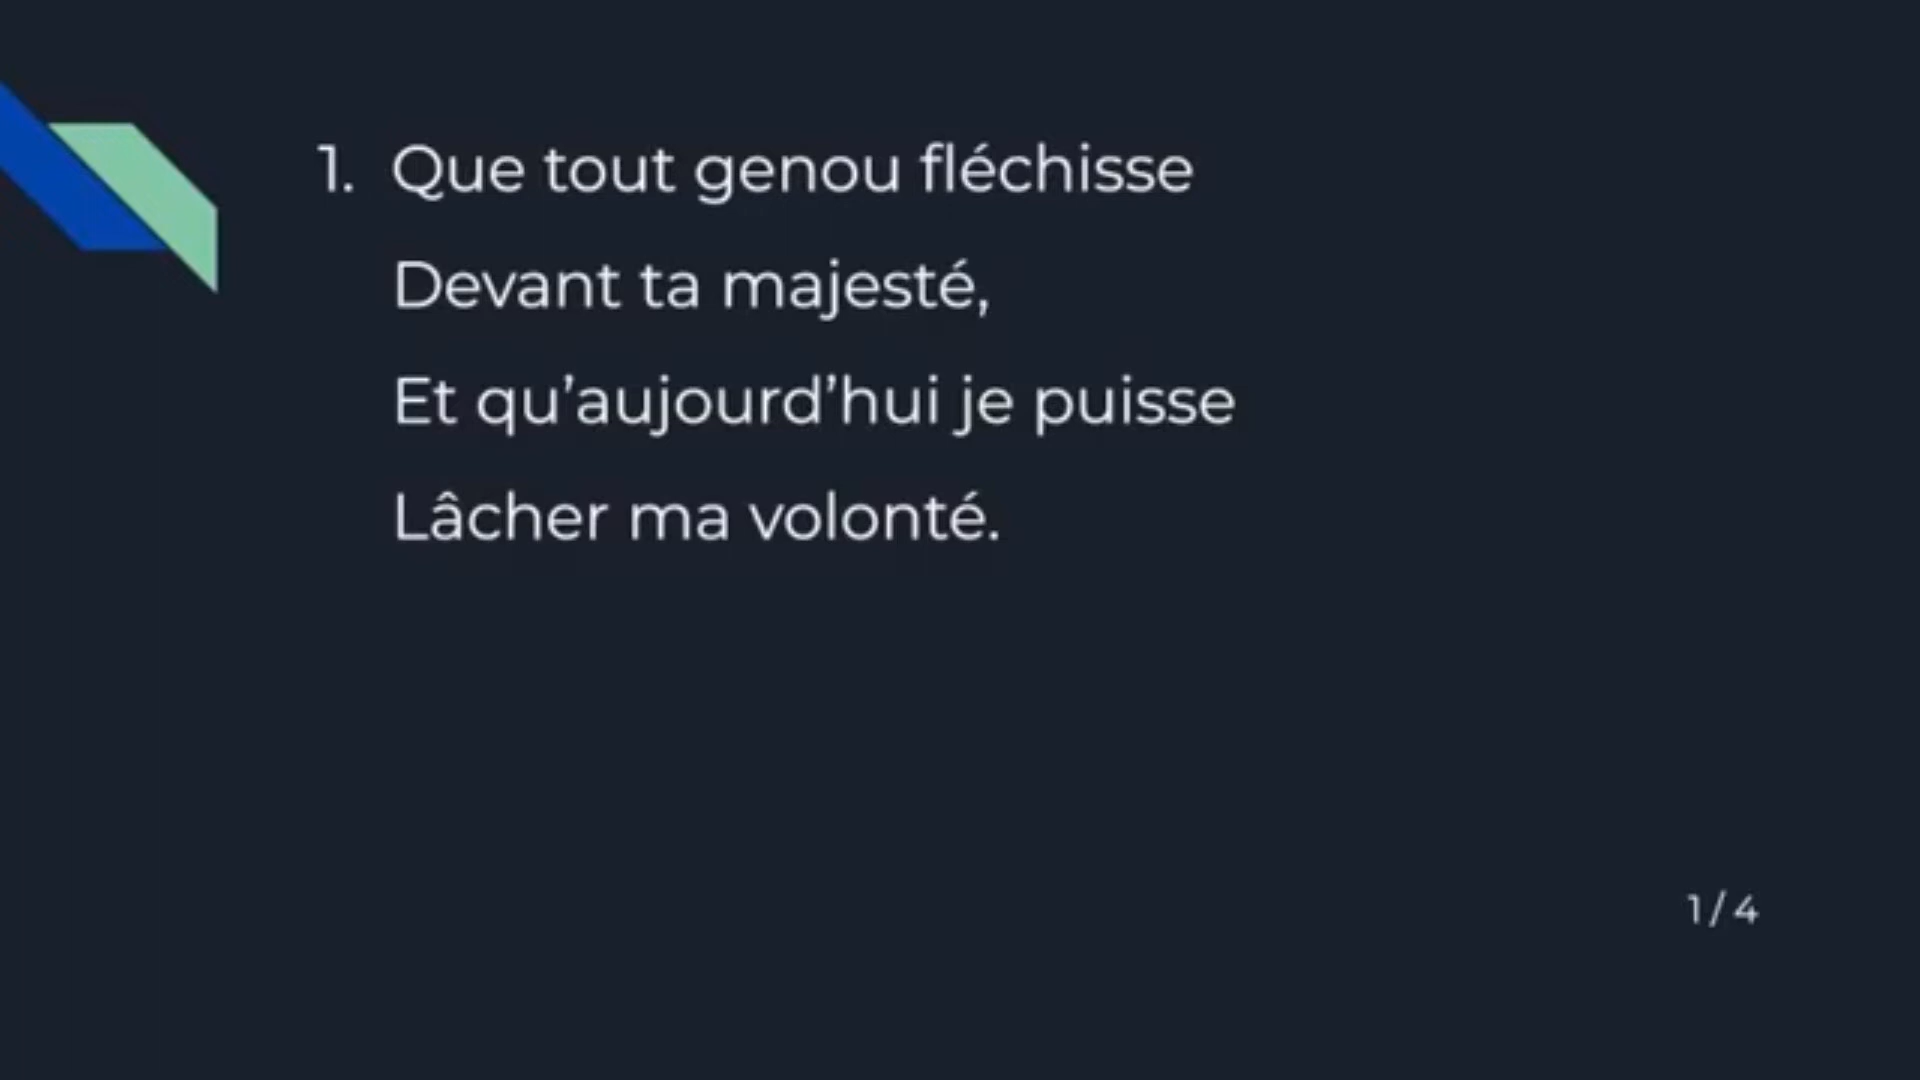 1. Que tout genou fléchisse
Devant ta majesté,
Et qu’aujourd’hui je puisse
Lâcher ma volonté.
1 / 4